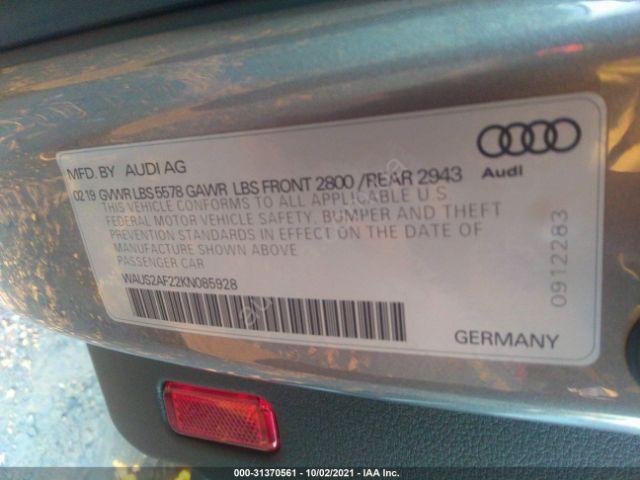 MFD. BY AUDI AG
02 19 GVWR LBS 5578 GAWR LBS FRONT 2800 /REAR 2943
THIS VEHICLE CONFORMS TO ALL APPLICABLE U.S.
FEDERAL MOTOR VEHICLE SAFETY, BUMPER AND THEFT
PREVENTION STANDARDS IN EFFECT ON THE DATE OF
MANUFACTURE SHOWN ABOVE
PASSENGER CAR
WAUS2AF22KN085928
Audi
0912283
GERMANY
000-31370561 - 10/02/2021 - IAA Inc.